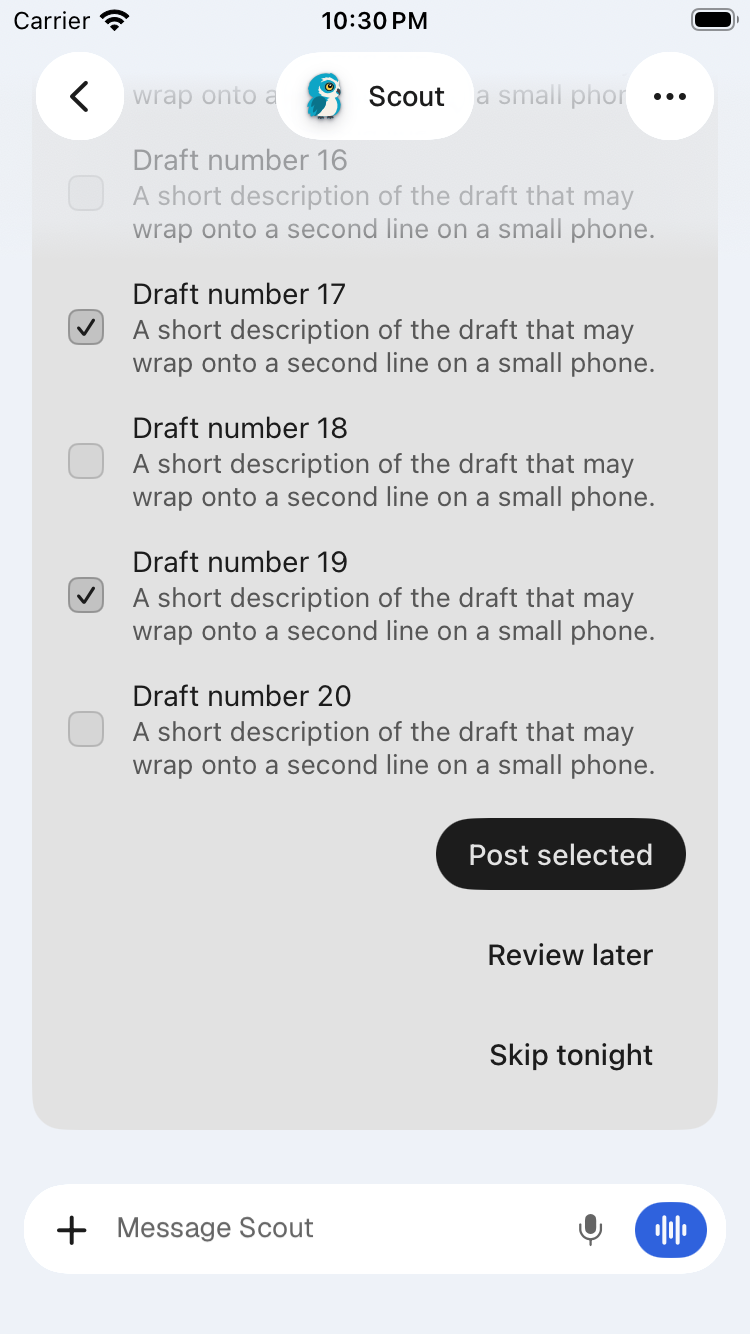 Carrier
10:30 PM
wrap onto a
Scout
a small phon
Draft number 16
A short description of the draft that may
wrap onto a second line on a small phone.
Draft number 17
A short description of the draft that may
wrap onto a second line on a small phone.
Draft number 18
A short description of the draft that may
wrap onto a second line on a small phone.
Draft number 19
A short description of the draft that may
wrap onto a second line on a small phone.
Draft number 20
A short description of the draft that may
wrap onto a second line on a small phone.
Post selected
Review later
Skip tonight
Message Scout